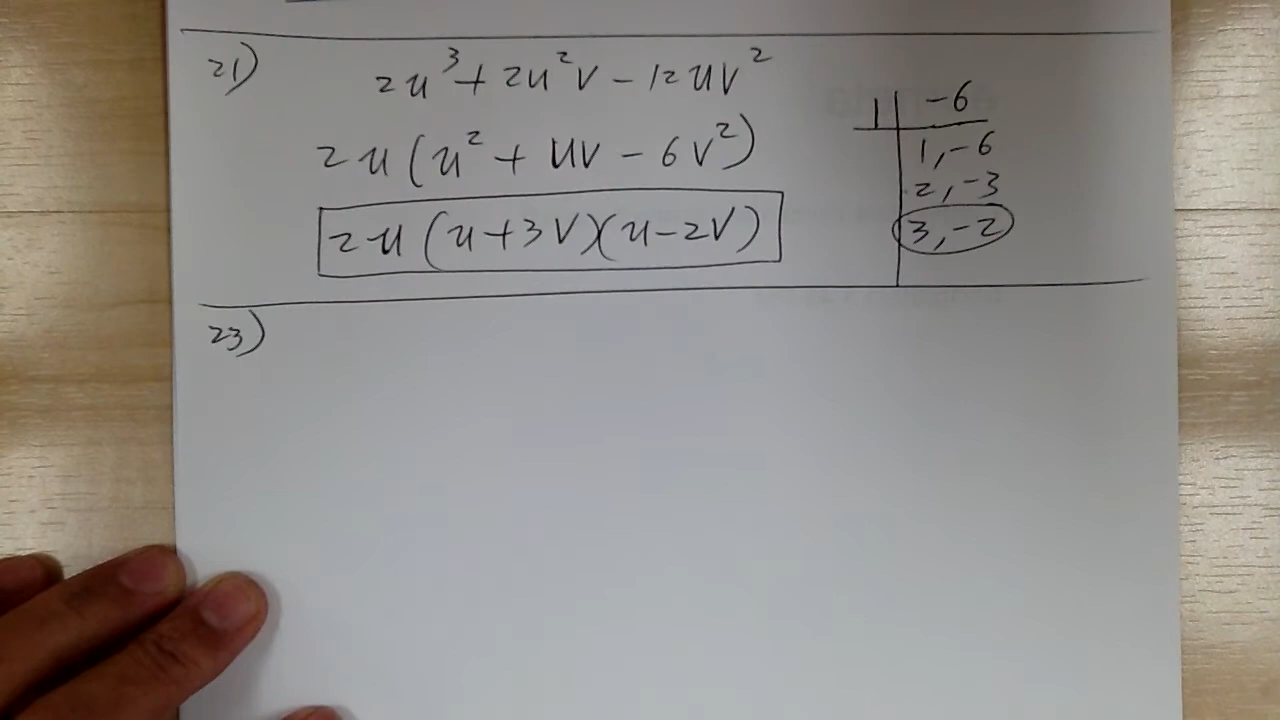 21) 2u³ + 2u²v - 12uv²
2u(u² + uv - 6v²)
2u(u+3v)(u-2v)
1 | -6
1, -6
2, -3
3, -2
23)